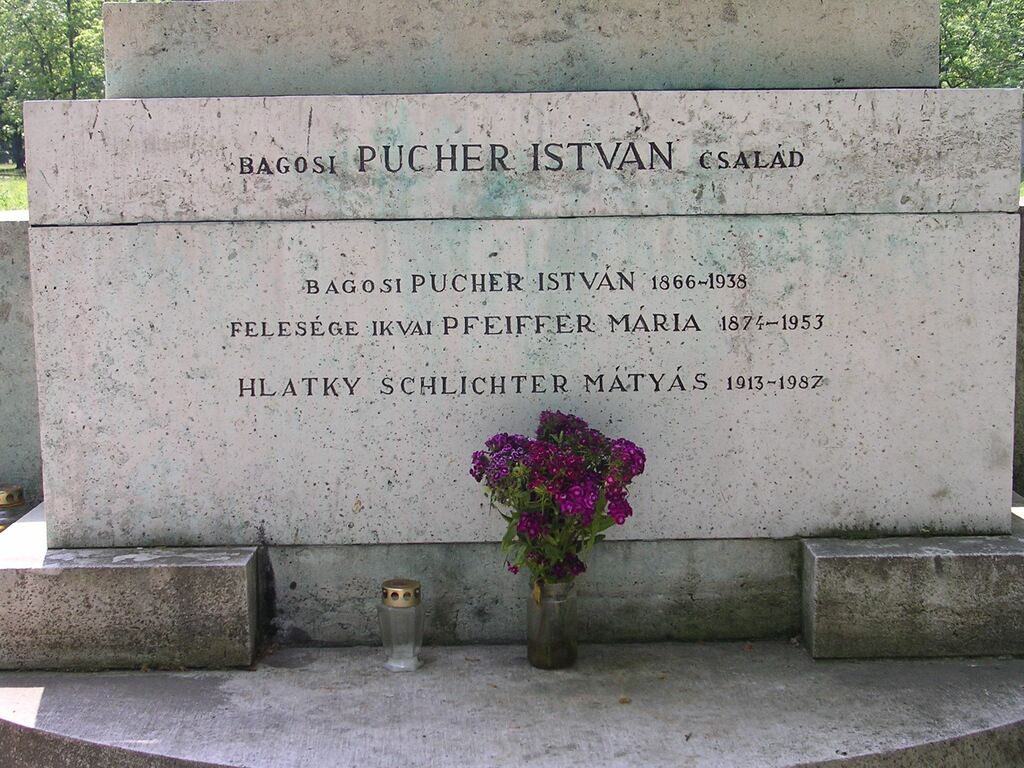 BAGOSI PUCHER ISTVÁN CSALÁD
BAGOSI PUCHER ISTVÁN 1866-1938
FELESÉGE IKVAI PFEIFFER MÁRIA 1874-1953
HLATKY SCHLICHTER MÁTYÁS 1913-1987